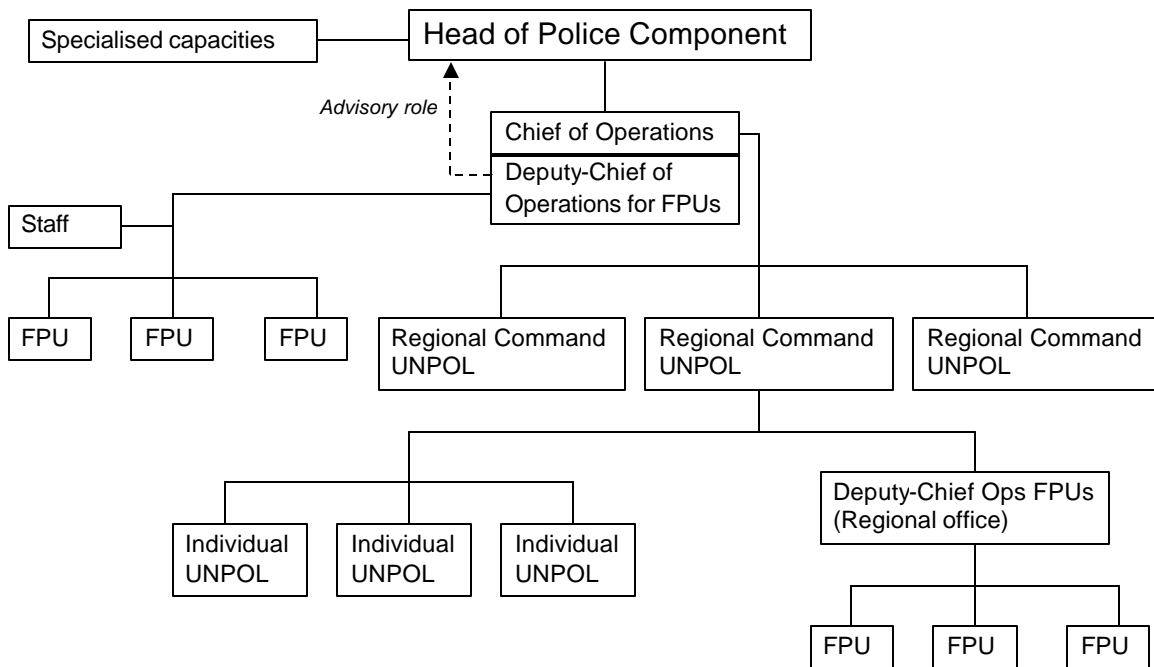 Specialised capacities
Head of Police Component
Advisory role
Chief of Operations
Deputy-Chief of
Operations for FPUs
Staff
FPU
FPU
FPU
Regional Command
UNPOL
Regional Command
UNPOL
Regional Command
UNPOL
Individual
UNPOL
Individual
UNPOL
Individual
UNPOL
Deputy-Chief Ops FPUs
(Regional office)
FPU
FPU
FPU